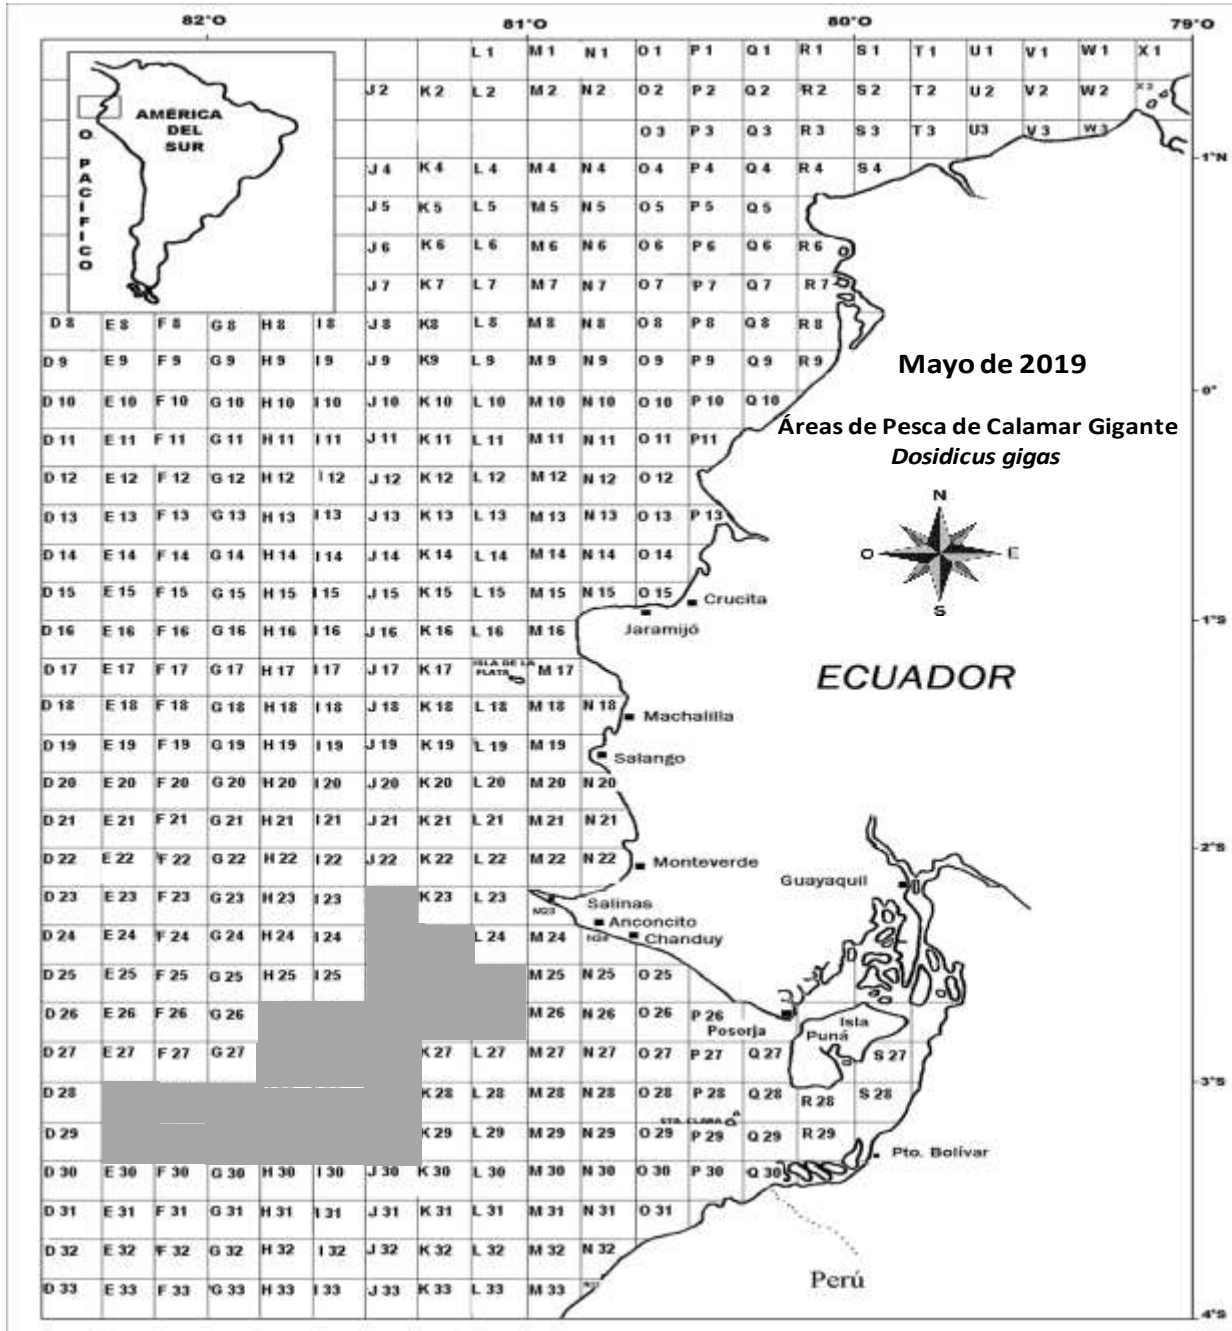 82°O 81°O 80°O 79°O
L 1 M 1 N 1 O 1 P 1 Q 1 R 1 S 1 T 1 U 1 V 1 W 1 X 1
J 2 K 2 L 2 M 2 N 2 O 2 P 2 Q 2 R 2 S 2 T 2 U 2 V 2 W 2 X 2
AMÉRICA
DEL
SUR
O. PACÍFICO
O 3 P 3 Q 3 R 3 S 3 T 3 U3 V 3 W 3
1°N
J 4 K 4 L 4 M 4 N 4 O 4 P 4 Q 4 R 4 S 4
J 5 K 5 L 5 M 5 N 5 O 5 P 5 Q 5
J 6 K 6 L 6 M 6 N 6 O 6 P 6 Q 6 R 6
J 7 K 7 L 7 M 7 N 7 O 7 P 7 Q 7 R 7
D 8 E 8 F 8 G 8 H 8 I 8 J 8 K8 L 8 M 8 N 8 O 8 P 8 Q 8 R 8
D 9 E 9 F 9 G 9 H 9 I 9 J 9 K9 L 9 M 9 N 9 O 9 P 9 Q 9 R 9
Mayo de 2019
0°
D 10 E 10 F 10 G 10 H 10 I 10 J 10 K 10 L 10 M 10 N 10 O 10 P 10 Q 10
Áreas de Pesca de Calamar Gigante
D 11 E 11 F 11 G 11 H 11 I 11 J 11 K 11 L 11 M 11 N 11 O 11 P11
Dosidicus gigas
D 12 E 12 F 12 G 12 H 12 I 12 J 12 K 12 L 12 M 12 N 12 O 12
N
D 13 E 13 F 13 G 13 H 13 I 13 J 13 K 13 L 13 M 13 N 13 O 13 P 13
D 14 E 14 F 14 G 14 H 14 I 14 J 14 K 14 L 14 M 14 N 14 O 14
O E
D 15 E 15 F 15 G 15 H 15 I 15 J 15 K 15 L 15 M 15 N 15 O 15
Crucita
S
Jaramijó
1°S
D 16 E 16 F 16 G 16 H 16 I 16 J 16 K 16 L 16 M 16
D 17 E 17 F 17 G 17 H 17 I 17 J 17 K 17 M 17
ISLA DE LA
PLATA
ECUADOR
D 18 E 18 F 18 G 18 H 18 I 18 J 18 K 18 L 18 M 18 N 18
Machalilla
D 19 E 19 F 19 G 19 H 19 I 19 J 19 K 19 L 19 M 19
Salango
D 20 E 20 F 20 G 20 H 20 I 20 J 20 K 20 L 20 M 20 N 20
D 21 E 21 F 21 G 21 H 21 I 21 J 21 K 21 L 21 M 21 N 21
2°S
D 22 E 22 F 22 G 22 H 22 I 22 J 22 K 22 L 22 M 22 N 22
Monteverde
Guayaquil
D 23 E 23 F 23 G 23 H 23 I 23 K 23 L 23 M23
Salinas
Anconcito
D 24 E 24 F 24 G 24 H 24 I 24 L 24 M 24 N24
Chanduy
D 25 E 25 F 25 G 25 H 25 I 25 M 25 N 25 O 25
D 26 E 26 F 26 G 26 M 26 N 26 O 26 P 26
Posorja
Isla
Puná
D 27 E 27 F 27 G 27 K 27 L 27 M 27 N 27 O 27 P 27 Q 27 S 27
3°S
D 28 K 28 L 28 M 28 N 28 O 28 P 28 Q 28 R 28 S 28
STA. CLARA
D 29 K 29 L 29 M 29 N 29 O 29 P 29 Q 29 R 29
Pto. Bolívar
D 30 E 30 F 30 G 30 H 30 I 30 J 30 K 30 L 30 M 30 N 30 O 30 P 30 Q 30
D 31 E 31 F 31 G 31 H 31 I 31 J 31 K 31 L 31 M 31 N 31 O 31
D 32 E 32 F 32 G 32 H 32 I 32 J 32 K 32 L 32 M 32 N 32
Perú
D 33 E 33 F 33 G 33 H 33 I 33 J 33 K 33 L 33 M 33
4°S